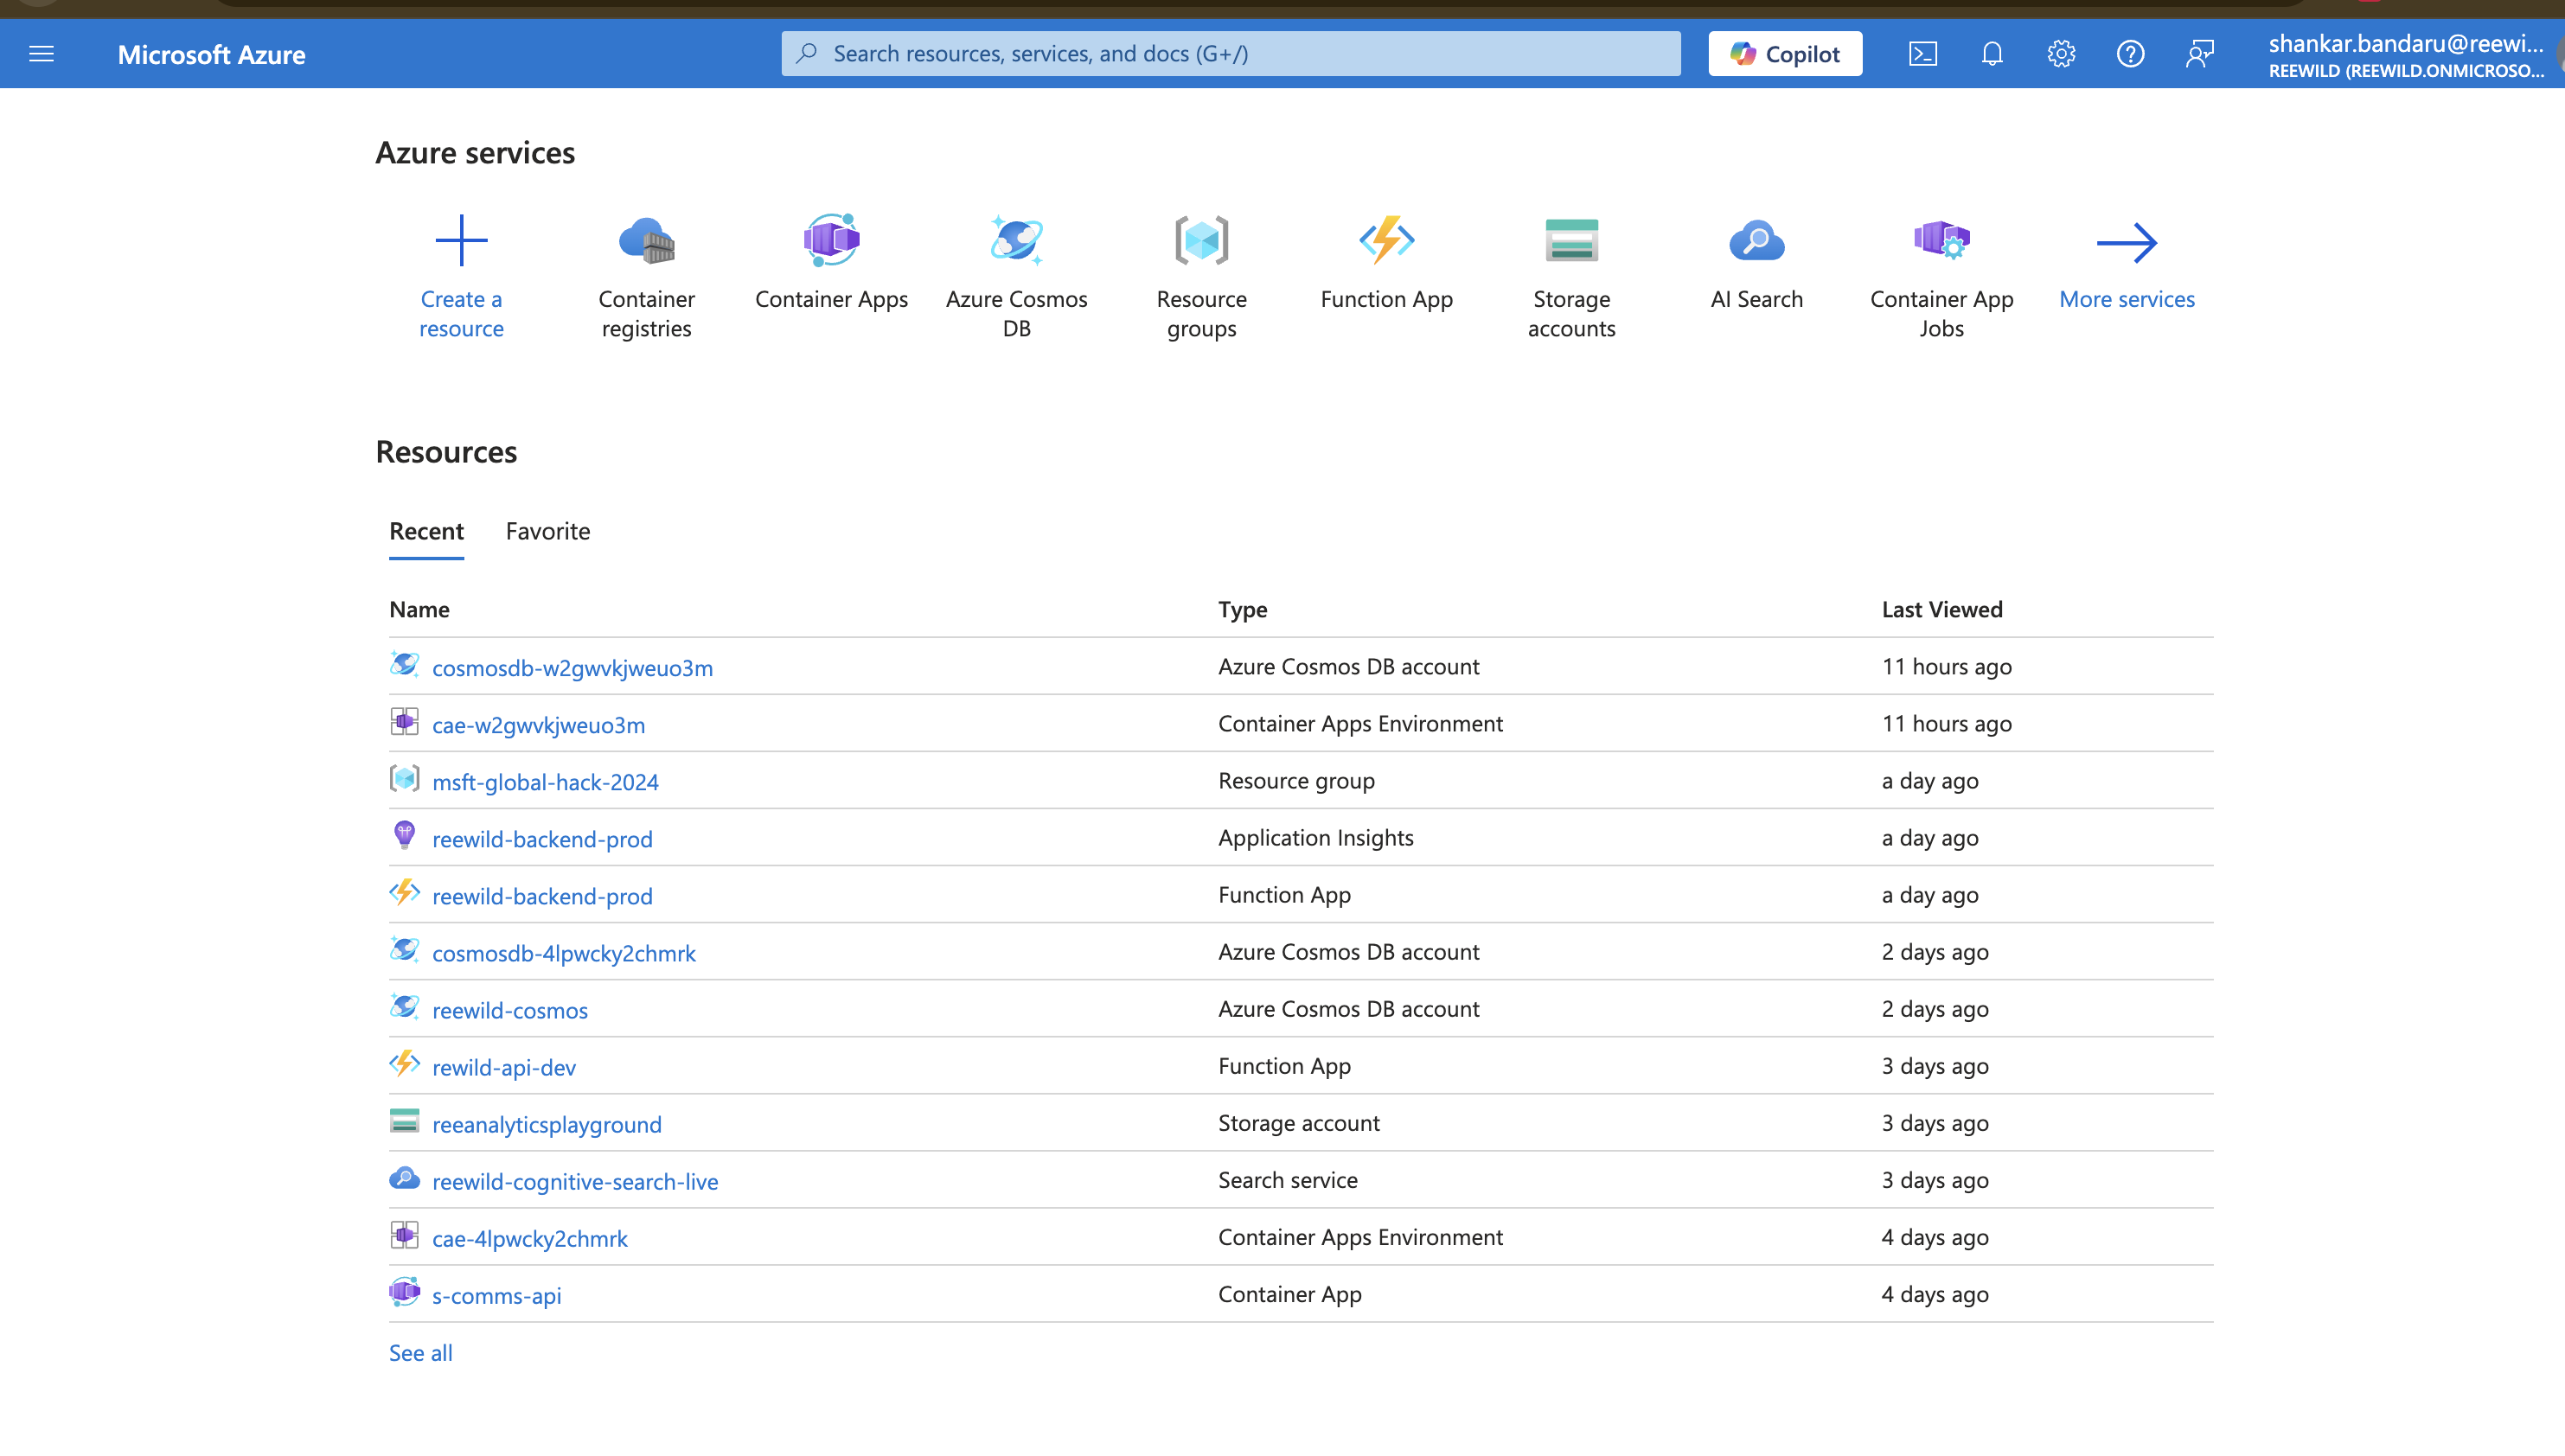 Microsoft Azure
Search resources, services, and docs (G+/)
Copilot
shankar.bandaru@reewi...
REEWILD (REEWILD.ONMICROSO...
Azure services
Create a resource
Container registries
Container Apps
Azure Cosmos DB
Resource groups
Function App
Storage accounts
AI Search
Container App Jobs
More services
Resources
Recent Favorite
Name Type Last Viewed
cosmosdb-w2gwvkjweuo3m Azure Cosmos DB account 11 hours ago
cae-w2gwvkjweuo3m Container Apps Environment 11 hours ago
msft-global-hack-2024 Resource group a day ago
reewild-backend-prod Application Insights a day ago
reewild-backend-prod Function App a day ago
cosmosdb-4lpwcky2chmrk Azure Cosmos DB account 2 days ago
reewild-cosmos Azure Cosmos DB account 2 days ago
rewild-api-dev Function App 3 days ago
reeanalyticsplayground Storage account 3 days ago
reewild-cognitive-search-live Search service 3 days ago
cae-4lpwcky2chmrk Container Apps Environment 4 days ago
s-comms-api Container App 4 days ago
See all